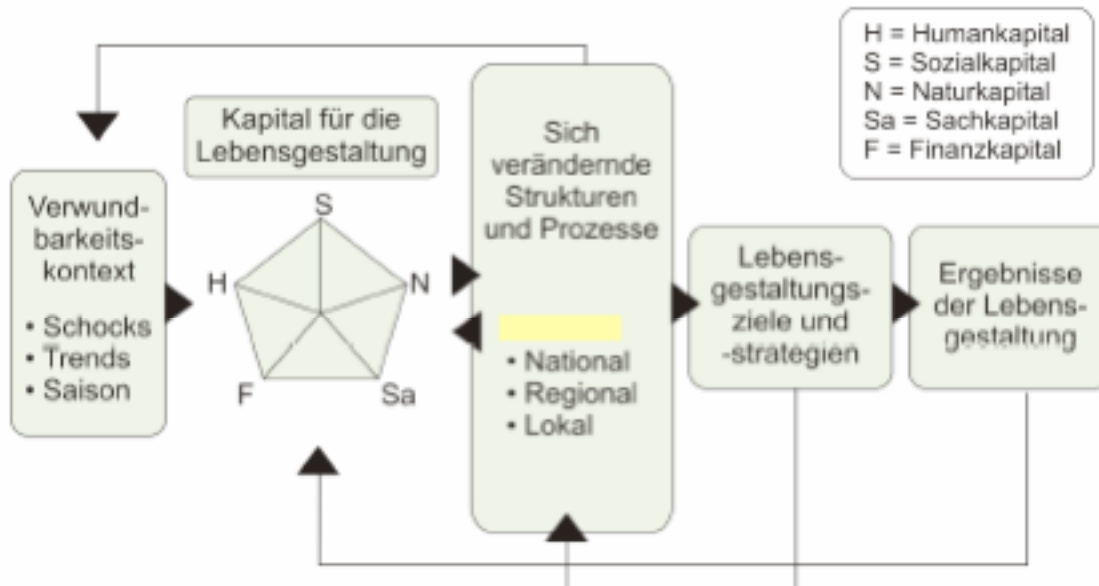 H = Humankapital
S = Sozialkapital
N = Naturkapital
Sa = Sachkapital
F = Finanzkapital
Kapital für die
Lebensgestaltung
Verwund-
barkeits-
kontext
• Schocks
• Trends
• Saison
S
H
N
F
Sa
Sich
verändernde
Strukturen
und Prozesse
• National
• Regional
• Lokal
Lebens-
gestaltungs-
ziele und
-strategien
Ergebnisse
der Lebens-
gestaltung